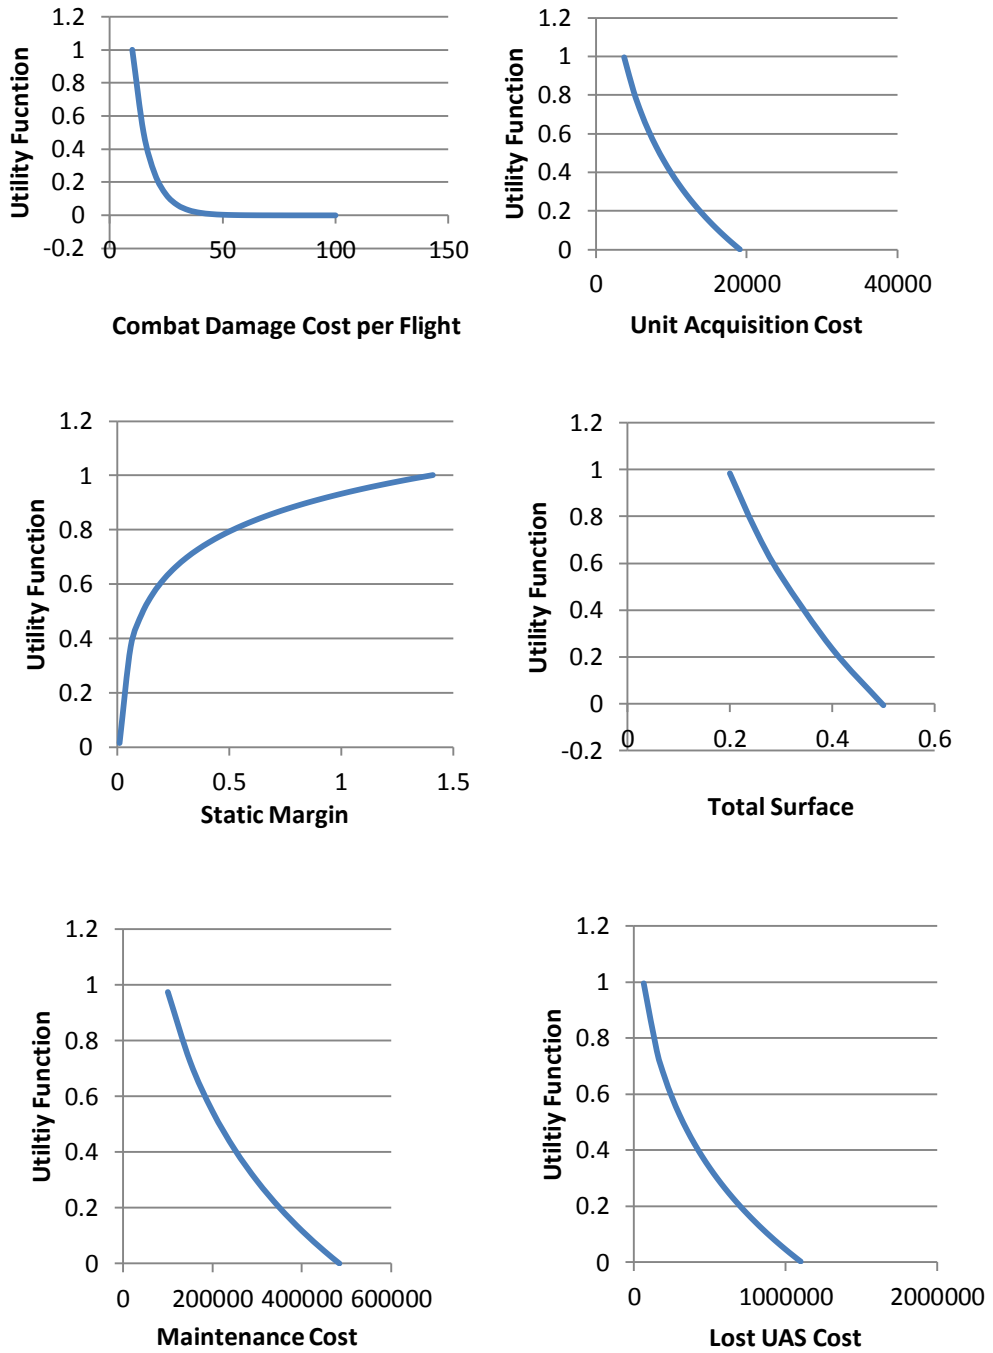 Utility Fucntion
1.2
1
0.8
0.6
0.4
0.2
0
-0.2
0 50 100 150
Combat Damage Cost per Flight
Utility Function
1.2
1
0.8
0.6
0.4
0.2
0
0 20000 40000
Unit Acquisition Cost
Utility Function
1.2
1
0.8
0.6
0.4
0.2
0
0 0.5 1 1.5
Static Margin
Utility Function
1.2
1
0.8
0.6
0.4
0.2
0
-0.2
0 0.2 0.4 0.6
Total Surface
Utiltiy Function
1.2
1
0.8
0.6
0.4
0.2
0
0 200000 400000 600000
Maintenance Cost
Utiltiy Function
1.2
1
0.8
0.6
0.4
0.2
0
0 1000000 2000000
Lost UAS Cost